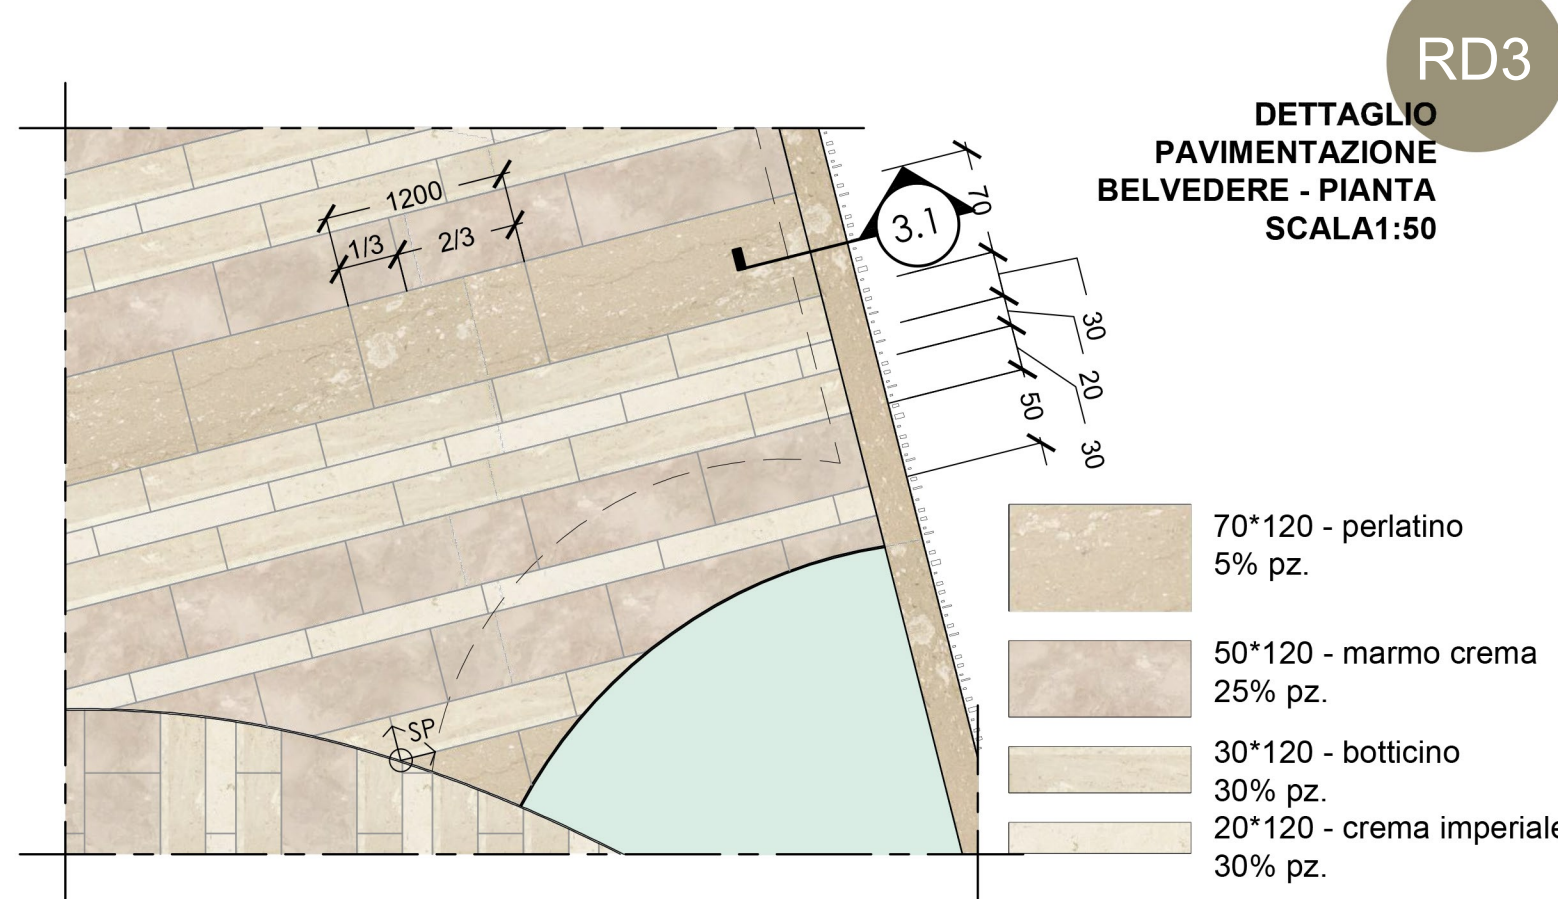 RD3
DETTAGLIO
PAVIMENTAZIONE
BELVEDERE - PIANTA
SCALA1:50
1200
1/3
2/3
3.1
70
30
20
50
30
SP
70*120 - perlatino
5% pz.
50*120 - marmo crema
25% pz.
30*120 - botticino
30% pz.
20*120 - crema imperiale
30% pz.